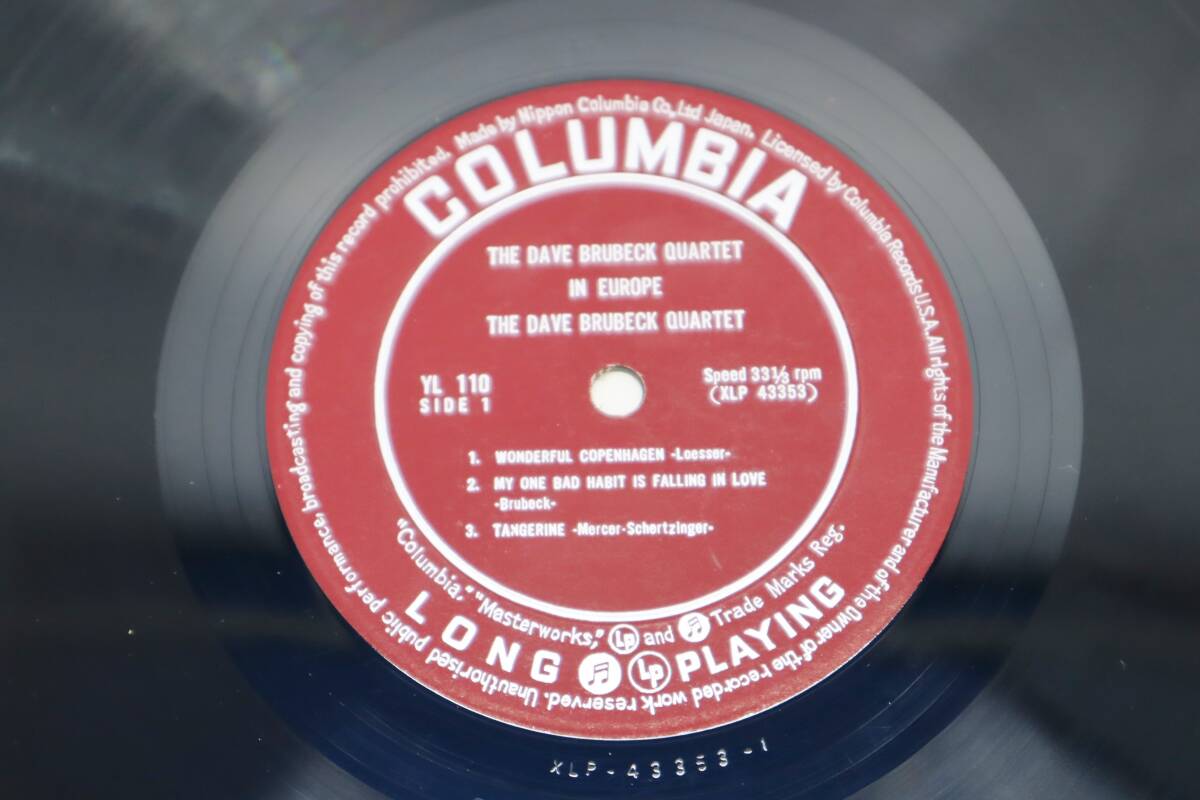 Made by Nippon Columbia Co., Ltd Japan. Licensed by Columbia Records U.S.A. All rights of the Manufacturer and of the Owner of the recorded work reserved. Unauthorised public performance, broadcasting and copying of this record prohibited.
COLUMBIA
THE DAVE BRUBECK QUARTET
IN EUROPE
THE DAVE BRUBECK QUARTET
YL 110
SIDE 1
Speed 33⅓ rpm
(XLP 43353)
1. WONDERFUL COPENHAGEN -Loesser-
2. MY ONE BAD HABIT IS FALLING IN LOVE
-Brubeck-
3. TANGERINE -Mercer-Schertzinger-
"Columbia," "Masterworks," Lp and Trade Marks Reg.
LONG Lp PLAYING
XLP-43353-1